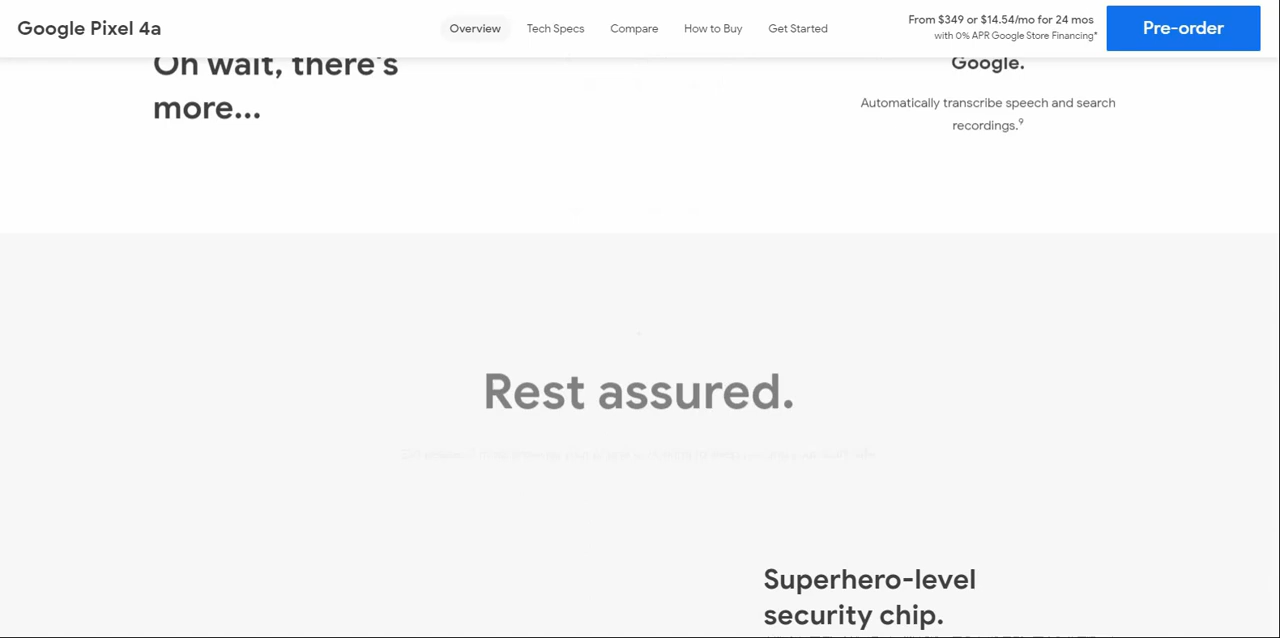 Google Pixel 4a
Overview
Tech Specs
Compare
How to Buy
Get Started
From $349 or $14.54/mo for 24 mos
with 0% APR Google Store Financing*
Pre-order
Oh wait, there's
more...
Google.
Automatically transcribe speech and search
recordings.⁹
Rest assured.
Superhero-level
security chip.